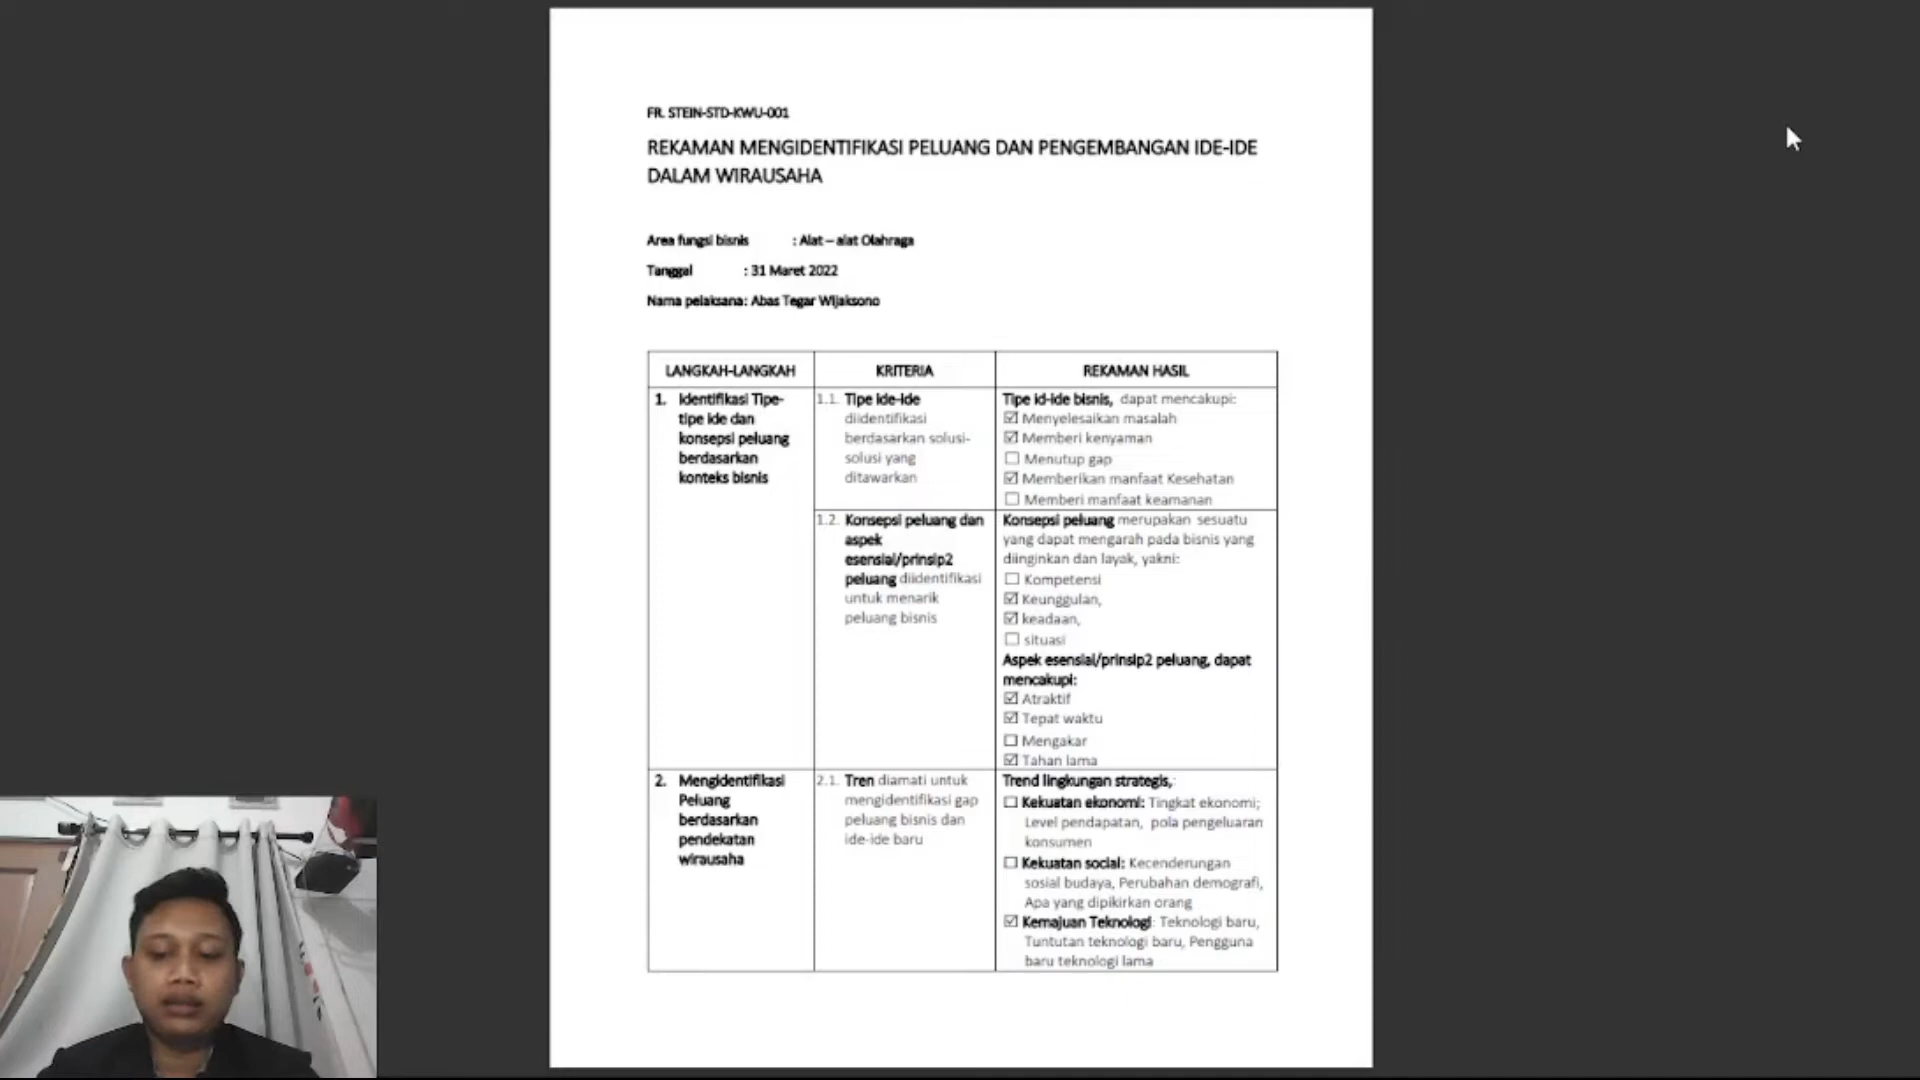 FR. STEIN-STD-KWU-001
REKAMAN MENGIDENTIFIKASI PELUANG DAN PENGEMBANGAN IDE-IDE
DALAM WIRAUSAHA
Area fungsi bisnis : Alat – alat Olahraga
Tanggal : 31 Maret 2022
Nama pelaksana: Abas Tegar Wijaksono
LANGKAH-LANGKAH
KRITERIA
REKAMAN HASIL
1. Identifikasi Tipe-
tipe ide dan
konsepsi peluang
berdasarkan
konteks bisnis
1.1. Tipe ide-ide
diidentifikasi
berdasarkan solusi-
solusi yang
ditawarkan
Tipe id-ide bisnis, dapat mencakupi:
☑ Menyelesaikan masalah
☑ Memberi kenyaman
☐ Menutup gap
☑ Memberikan manfaat Kesehatan
☐ Memberi manfaat keamanan
1.2. Konsepsi peluang dan
aspek
esensial/prinsip2
peluang diidentifikasi
untuk menarik
peluang bisnis
Konsepsi peluang merupakan sesuatu
yang dapat mengarah pada bisnis yang
diinginkan dan layak, yakni:
☐ Kompetensi
☑ Keunggulan,
☑ keadaan,
☐ situasi
Aspek esensial/prinsip2 peluang, dapat
mencakupi:
☑ Atraktif
☑ Tepat waktu
☐ Mengakar
☑ Tahan lama
2. Mengidentifikasi
Peluang
berdasarkan
pendekatan
wirausaha
2.1. Tren diamati untuk
mengidentifikasi gap
peluang bisnis dan
ide-ide baru
Trend lingkungan strategis,
☐ Kekuatan ekonomi: Tingkat ekonomi;
Level pendapatan, pola pengeluaran
konsumen
☐ Kekuatan social: Kecenderungan
sosial budaya, Perubahan demografi,
Apa yang dipikirkan orang
☑ Kemajuan Teknologi: Teknologi baru,
Tuntutan teknologi baru, Pengguna
baru teknologi lama